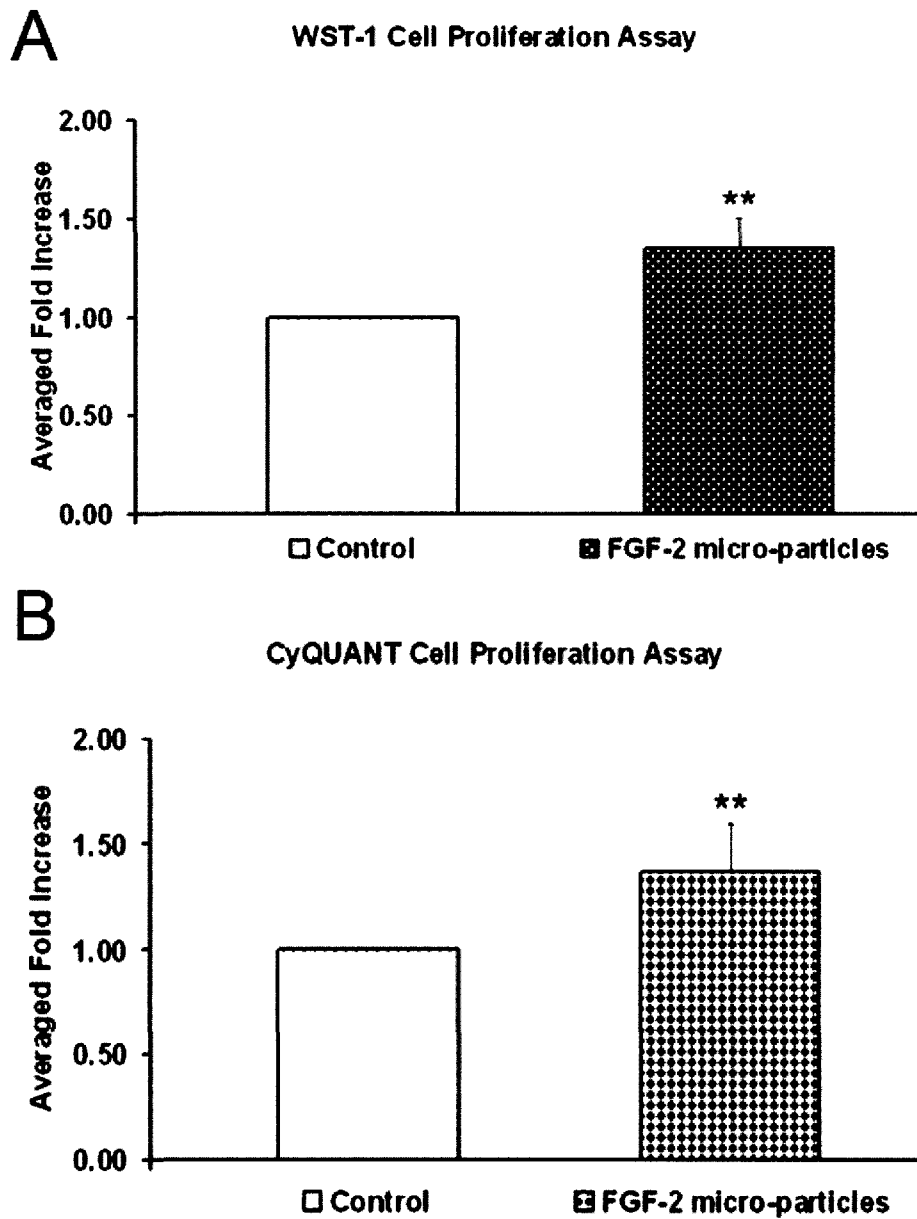 A
WST-1 Cell Proliferation Assay
Averaged Fold Increase
2.00
1.50
1.00
0.50
0.00
**
Control
FGF-2 micro-particles
B
CyQUANT Cell Proliferation Assay
Averaged Fold Increase
2.00
1.50
1.00
0.50
0.00
**
Control
FGF-2 micro-particles